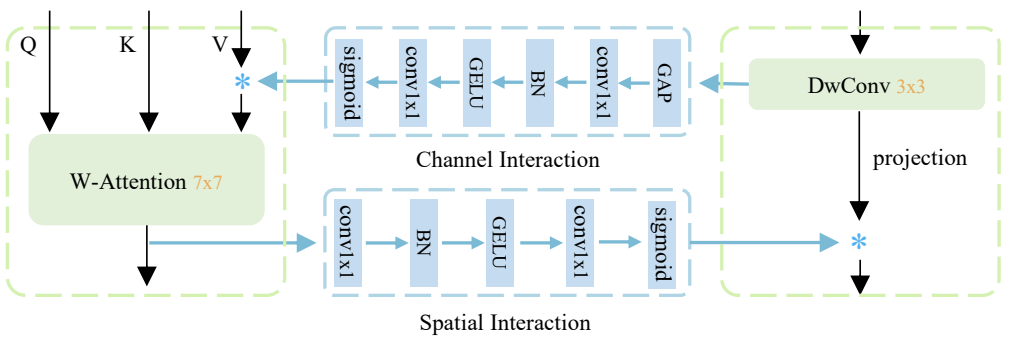 Q
K
V
*
sigmoid
conv1x1
GELU
BN
conv1x1
GAP
Channel Interaction
DwConv 3x3
projection
W-Attention 7x7
conv1x1
BN
GELU
conv1x1
sigmoid
*
Spatial Interaction